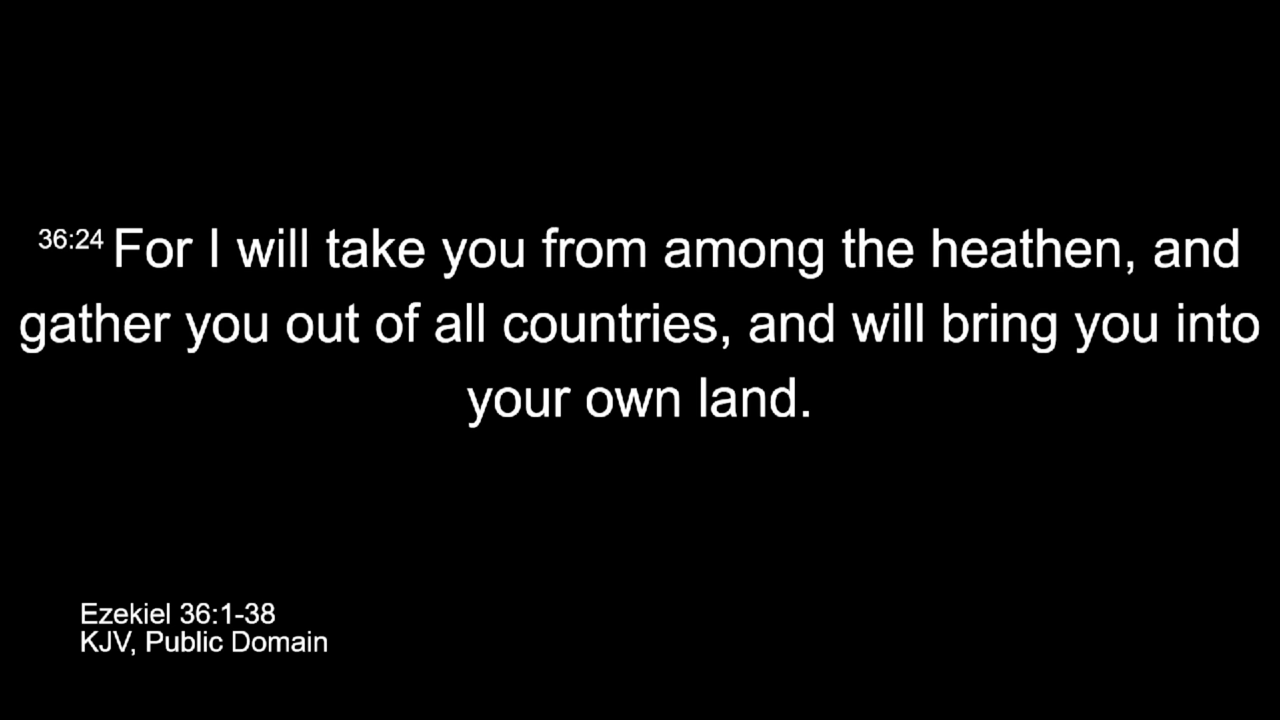 36:24 For I will take you from among the heathen, and
gather you out of all countries, and will bring you into
your own land.
Ezekiel 36:1-38
KJV, Public Domain